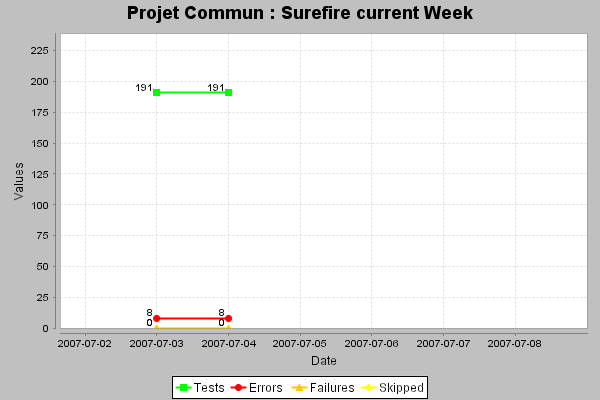 Projet Commun : Surefire current Week
Values
225
200
175
150
125
100
75
50
25
0
191 191
8 8
0 0
2007-07-02 2007-07-03 2007-07-04 2007-07-05 2007-07-06 2007-07-07 2007-07-08
Date
Tests Errors Failures Skipped